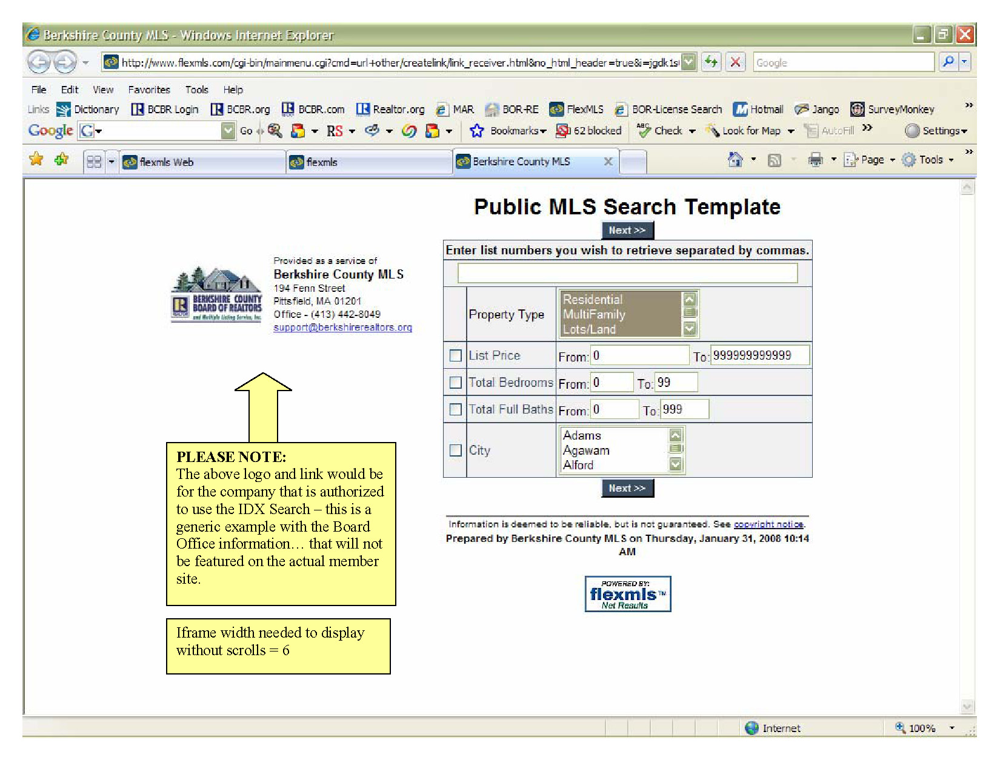 Berkshire County MLS - Windows Internet Explorer
http://www.flexmls.com/cgi-bin/mainmenu.cgi?cmd=url+other/createlink/link_receiver.html&no_html_header=true&i=jgdk1s
Google
File Edit View Favorites Tools Help
Links Dictionary BCBR Login BCBR.org BCBR.com Realtor.org MAR BOR-RE FlexMLS BOR-License Search Hotmail Jango SurveyMonkey »
Google G Go RS Bookmarks 62 blocked ABC Check Look for Map AutoFill » Settings
flexmls Web flexmls Berkshire County MLS X Page Tools »
Public MLS Search Template
Next >>
Enter list numbers you wish to retrieve separated by commas.
Provided as a service of
Berkshire County MLS
194 Fenn Street
Pittsfield, MA 01201
Office - (413) 442-8049
support@berkshirerealtors.org
BERKSHIRE COUNTY
BOARD OF REALTORS
and Multiple Listing Service, Inc.
Property Type
Residential
MultiFamily
Lots/Land
List Price From: 0 To: 999999999999
Total Bedrooms From: 0 To: 99
Total Full Baths From: 0 To: 999
City
Adams
Agawam
Alford
Next >>
PLEASE NOTE:
The above logo and link would be
for the company that is authorized
to use the IDX Search – this is a
generic example with the Board
Office information… that will not
be featured on the actual member
site.
Information is deemed to be reliable, but is not guaranteed. See copyright notice.
Prepared by Berkshire County MLS on Thursday, January 31, 2008 10:14
AM
POWERED BY:
flexmls™
Net Results
Iframe width needed to display
without scrolls = 6
Internet 100%